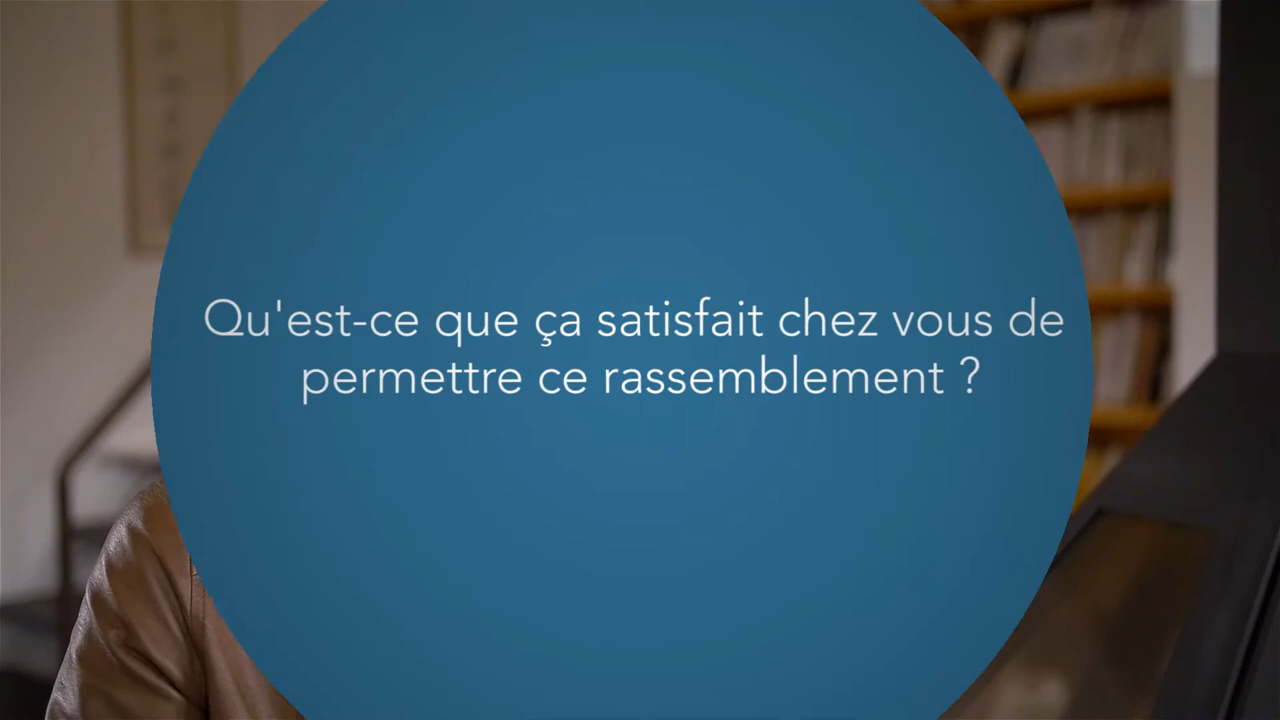 Qu'est-ce que ça satisfait chez vous de
permettre ce rassemblement ?